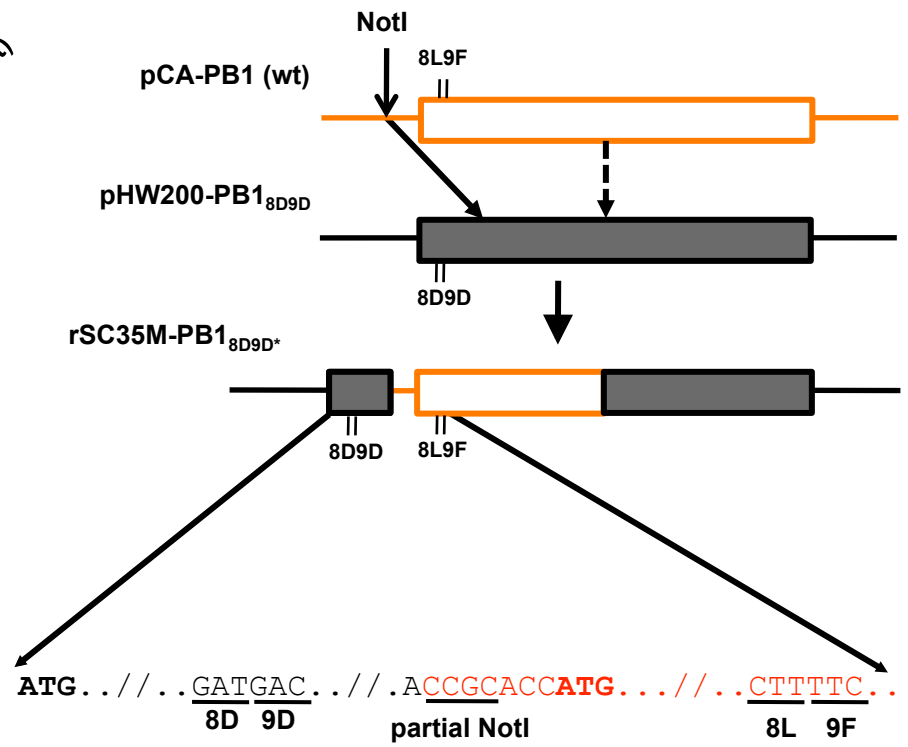 NotI
8L9F
pCA-PB1 (wt)
pHW200-PB18D9D
8D9D
rSC35M-PB18D9D*
8D9D
8L9F
ATG..//..GATGAC..//.ACCGCACCATG...//..CTTTTC..
8D 9D partial NotI 8L 9F